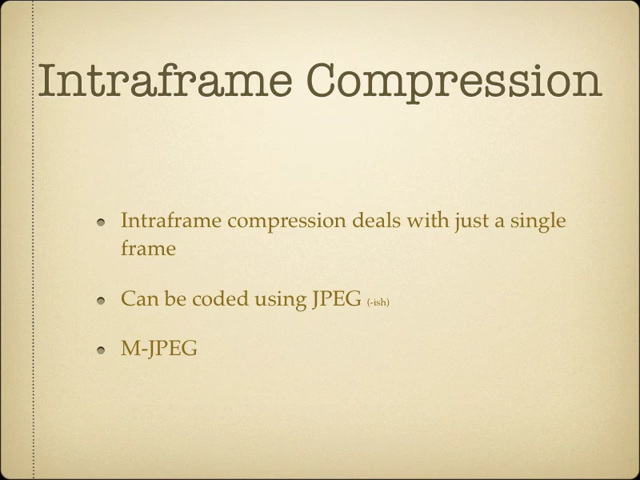 Intraframe Compression
Intraframe compression deals with just a single
frame
Can be coded using JPEG (-ish)
M-JPEG